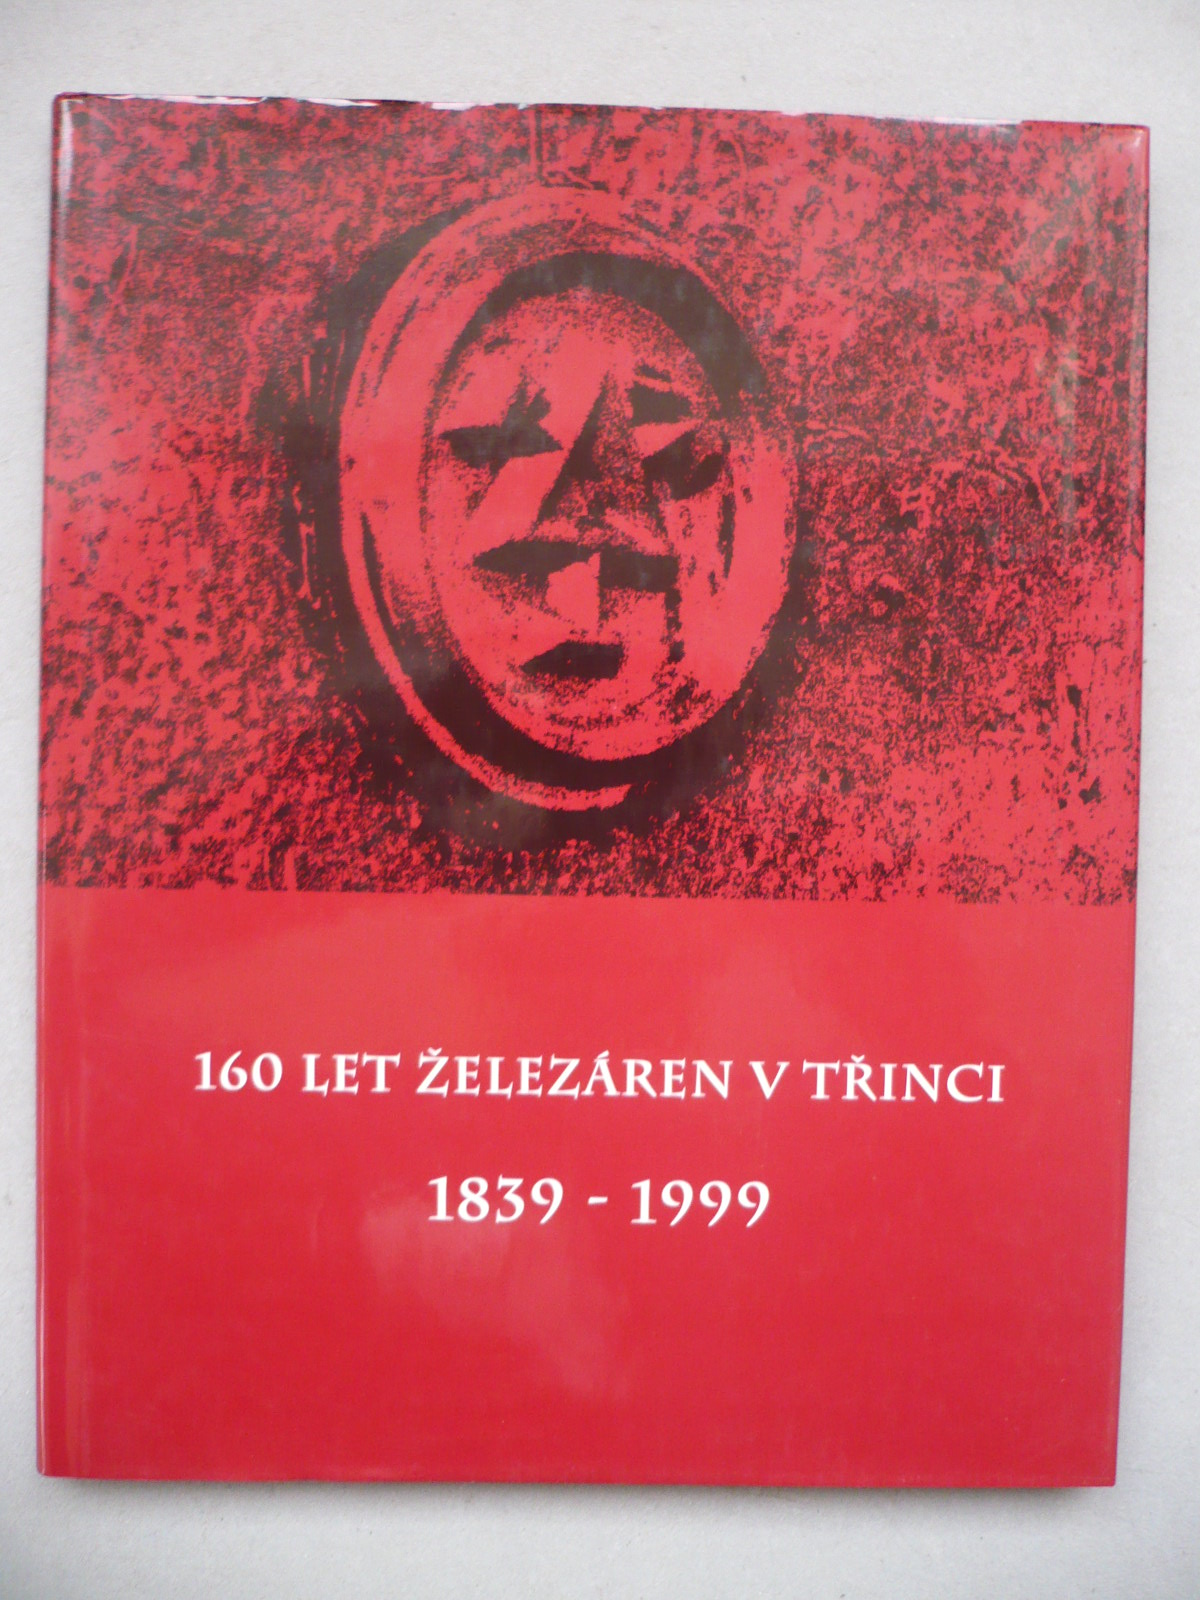 160 LET ŽELEZÁREN V TŘINCI
1839 - 1999